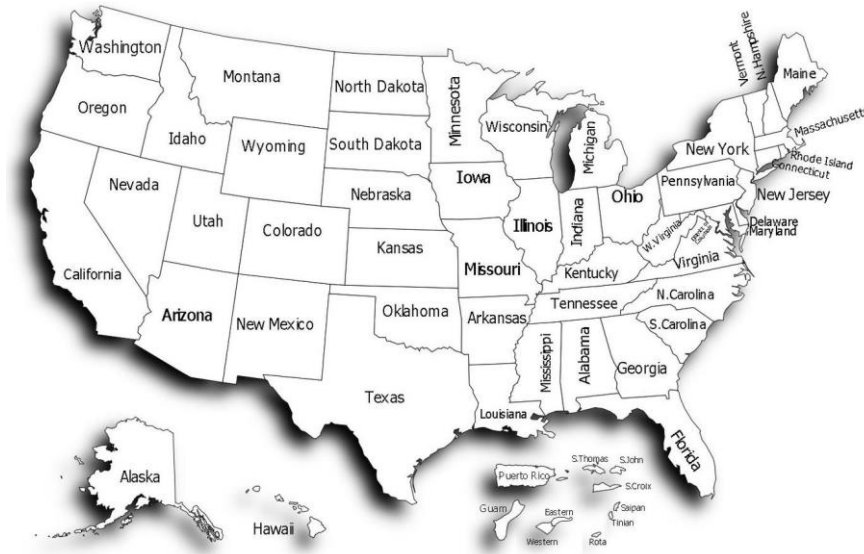 Washington
Oregon
California
Nevada
Idaho
Montana
Wyoming
Utah
Arizona
Colorado
New Mexico
North Dakota
South Dakota
Nebraska
Kansas
Oklahoma
Texas
Minnesota
Iowa
Missouri
Arkansas
Louisiana
Wisconsin
Illinois
Michigan
Indiana
Ohio
Kentucky
Tennessee
Mississippi
Alabama
Georgia
Florida
S.Carolina
N.Carolina
Virginia
W.Virginia
Maryland
Delaware
New Jersey
Pennsylvania
New York
Connecticut
Rhode Island
Massachusetts
Vermont
N.Hampshire
Maine
Alaska
Hawaii
Puerto Rico
S.Thomas
S.John
S.Croix
Guam
Eastern
Western
Saipan
Tinian
Rota